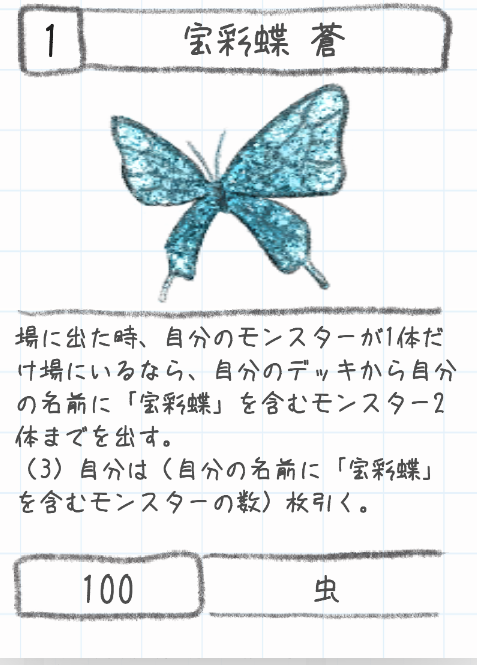 1
宝彩蝶 蒼
場に出た時、自分のモンスターが1体だ
け場にいるなら、自分のデッキから自分
の名前に「宝彩蝶」を含むモンスター2
体までを出す。
（3）自分は（自分の名前に「宝彩蝶」
を含むモンスターの数）枚引く。
100
虫